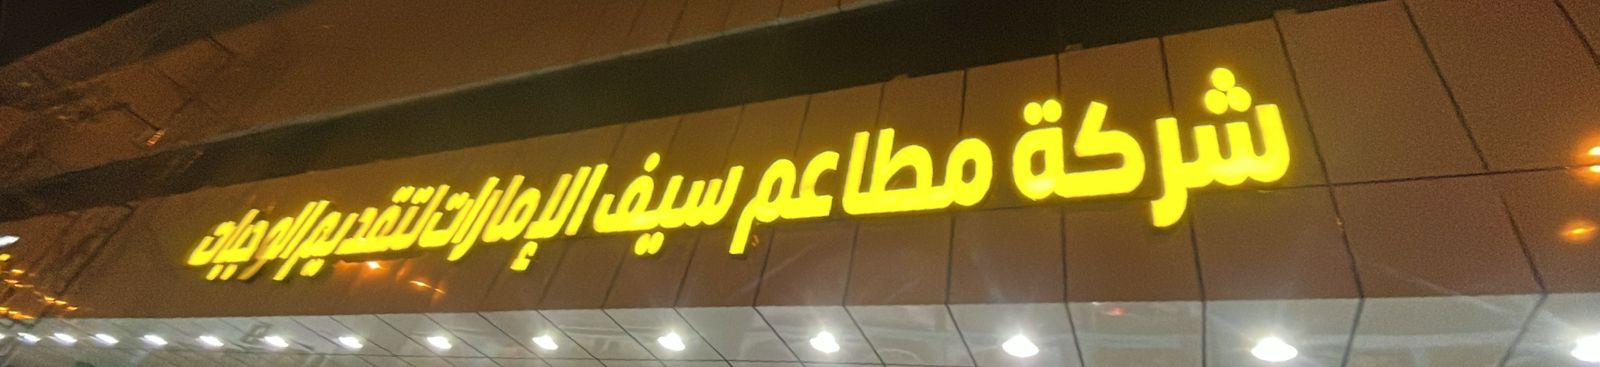 شركة مطاعم سيف الإمارات لتقديم الوجبات